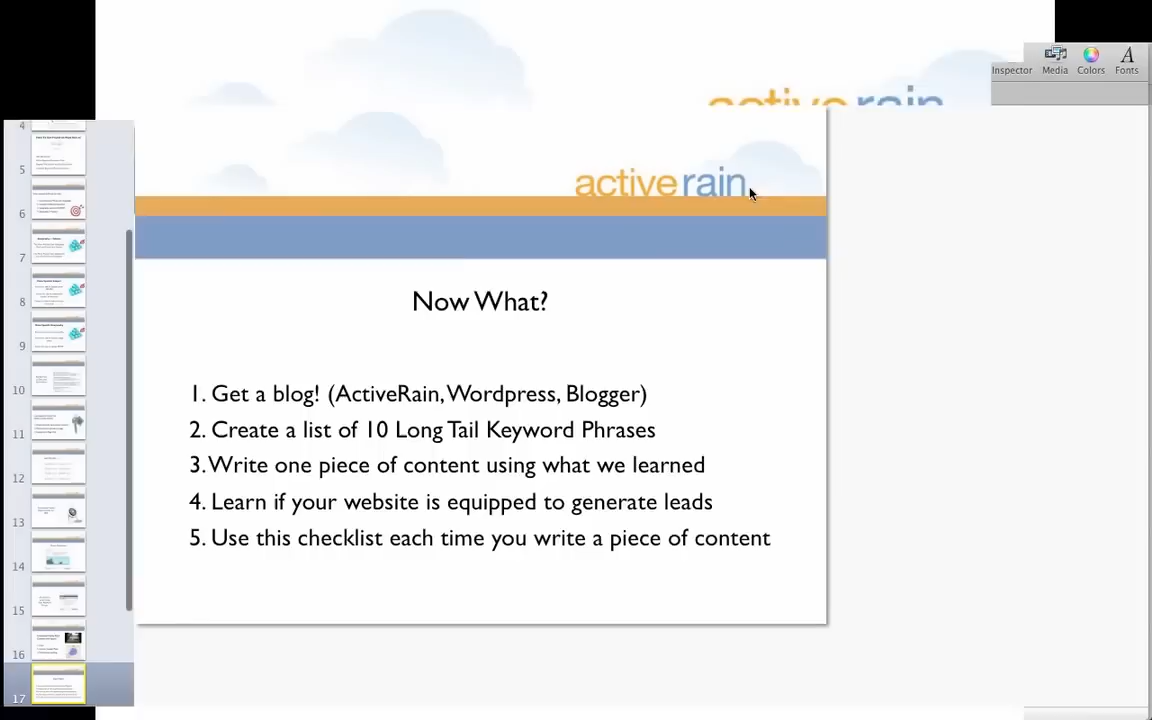 Inspector Media Colors Fonts
active rain
active rain
Now What?
1. Get a blog! (ActiveRain, Wordpress, Blogger)
2. Create a list of 10 Long Tail Keyword Phrases
3. Write one piece of content using what we learned
4. Learn if your website is equipped to generate leads
5. Use this checklist each time you write a piece of content
4
5
6
7
8
9
10
11
12
13
14
15
16
17